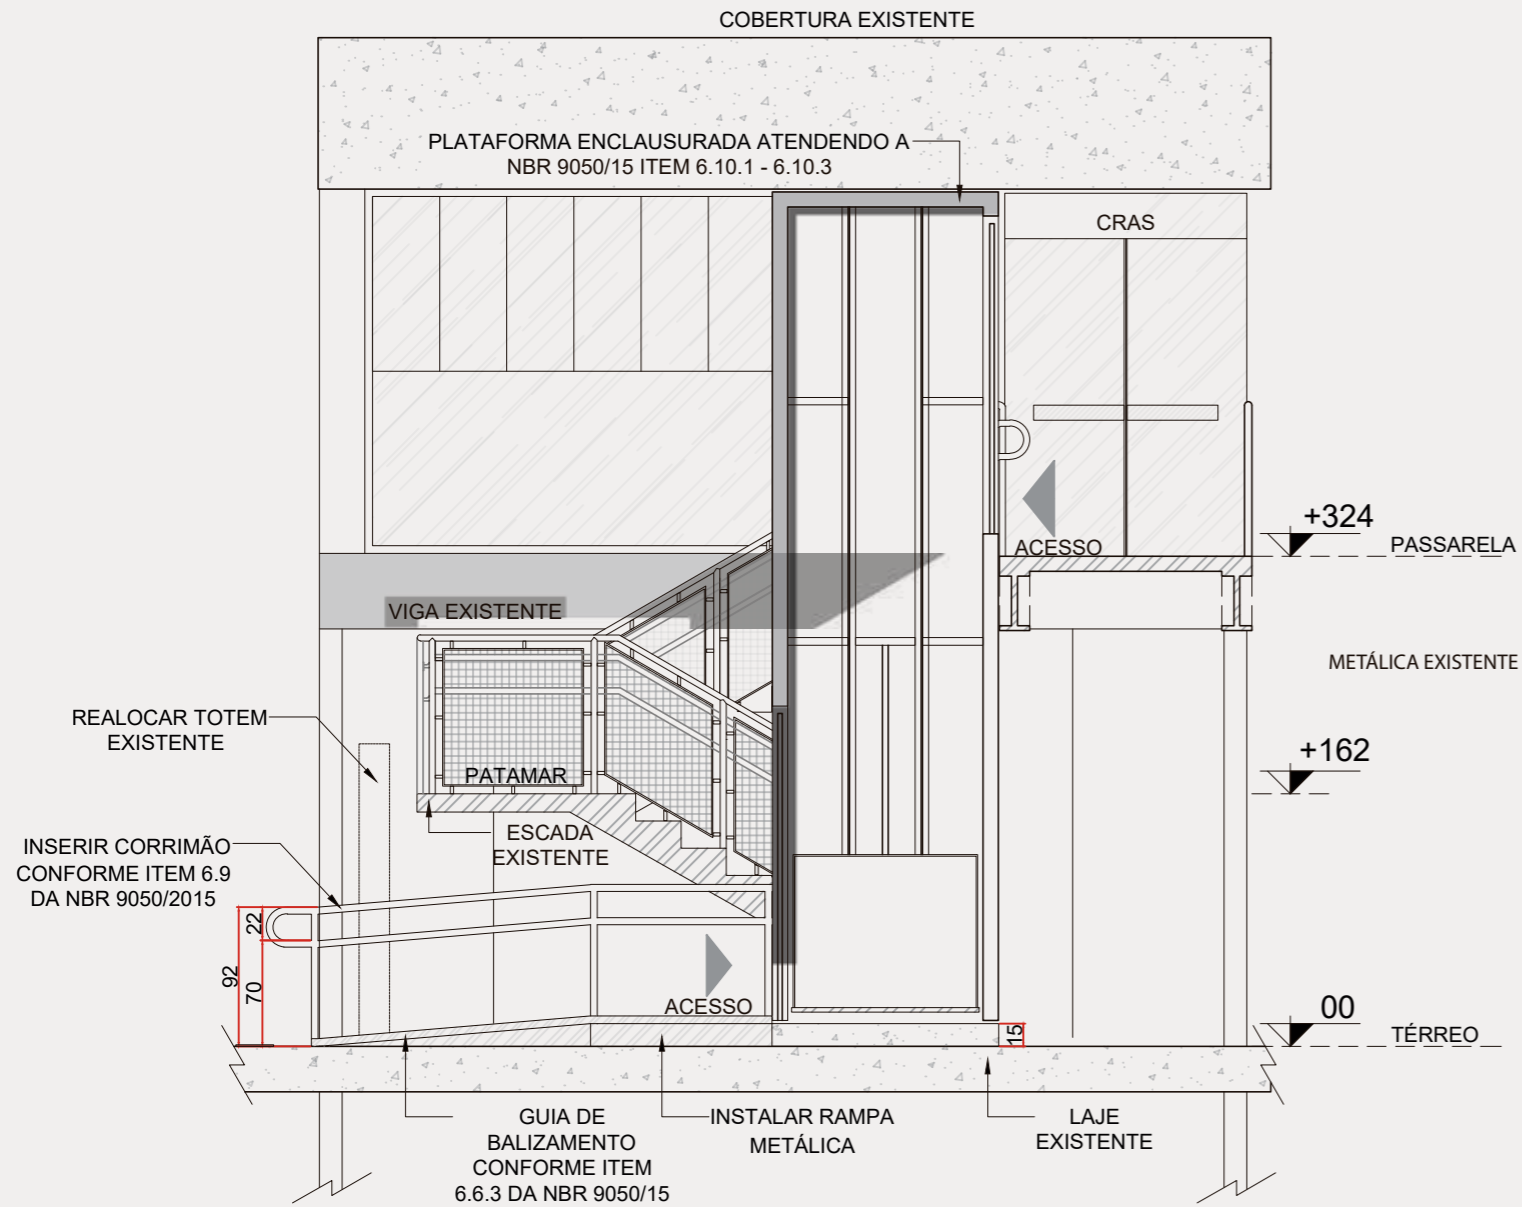 COBERTURA EXISTENTE
PLATAFORMA ENCLAUSURADA ATENDENDO A
NBR 9050/15 ITEM 6.10.1 - 6.10.3
CRAS
+324
PASSARELA
ACESSO
VIGA EXISTENTE
METÁLICA EXISTENTE
REALOCAR TOTEM
EXISTENTE
+162
PATAMAR
ESCADA
EXISTENTE
INSERIR CORRIMÃO
CONFORME ITEM 6.9
DA NBR 9050/2015
22
92
70
ACESSO
00
15
TÉRREO
GUIA DE
BALIZAMENTO
CONFORME ITEM
6.6.3 DA NBR 9050/15
INSTALAR RAMPA
METÁLICA
LAJE
EXISTENTE